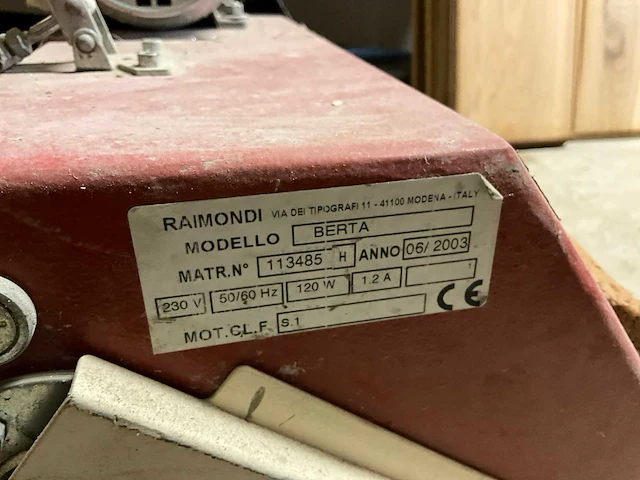 RAIMONDI VIA DEI TIPOGRAFI 11 - 41100 MODENA - ITALY
MODELLO BERTA
MATR.N° 113485 H ANNO 06/2003
230 V 50/60 Hz 120 W 1.2 A
MOT.CL.F. S.1 CE